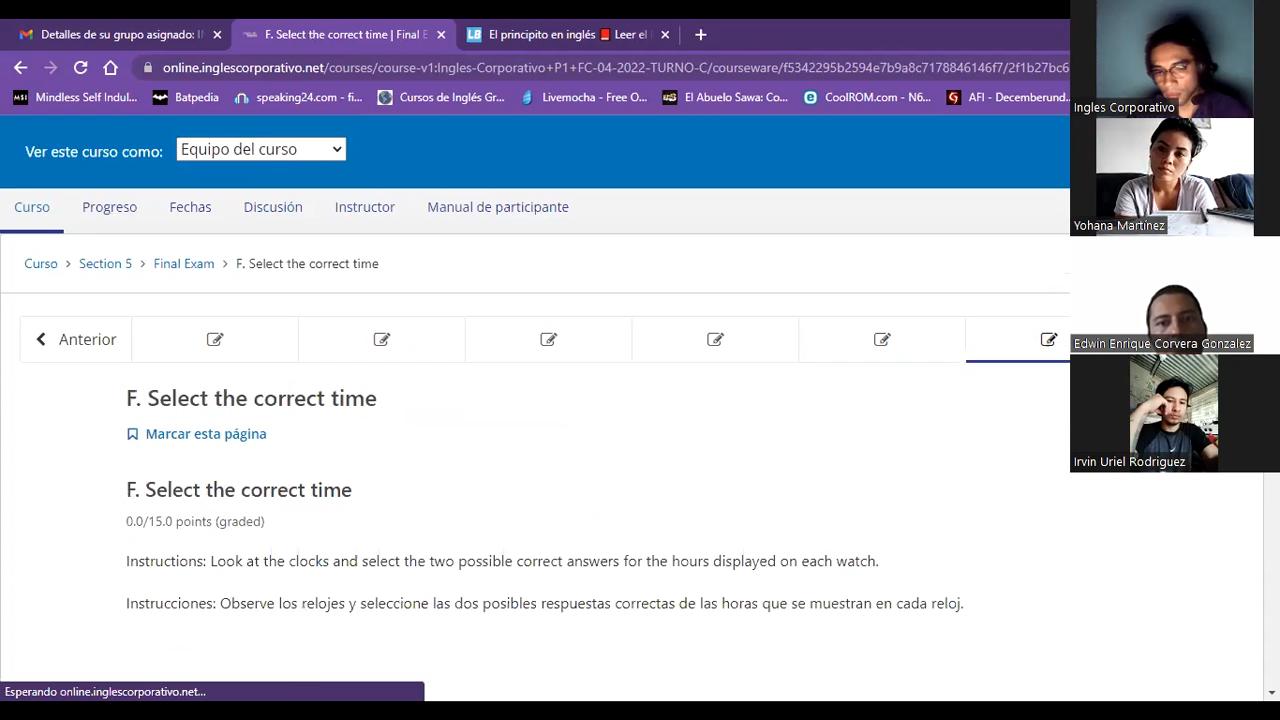 Detalles de su grupo asignado: II
F. Select the correct time | Final E
LB El principito en inglés Leer el
online.inglescorporativo.net/courses/course-v1:Ingles-Corporativo+P1+FC-04-2022-TURNO-C/courseware/f5342295b2594e7b9a8c7178846146f7/2f1b27bc6
MSI Mindless Self Indul...
Batpedia
speaking24.com - fi...
Cursos de Inglés Gr...
Livemocha - Free O...
El Abuelo Sawa: Co...
CoolROM.com - N6...
AFI - Decemberund...
Ver este curso como:
Equipo del curso
Curso
Progreso
Fechas
Discusión
Instructor
Manual de participante
Curso > Section 5 > Final Exam > F. Select the correct time
Anterior
F. Select the correct time
Marcar esta página
F. Select the correct time
0.0/15.0 points (graded)
Instructions: Look at the clocks and select the two possible correct answers for the hours displayed on each watch.
Instrucciones: Observe los relojes y seleccione las dos posibles respuestas correctas de las horas que se muestran en cada reloj.
Esperando online.inglescorporativo.net...
Ingles Corporativo
Yohana Martínez
Edwin Enrique Corvera Gonzalez
Irvin Uriel Rodriguez